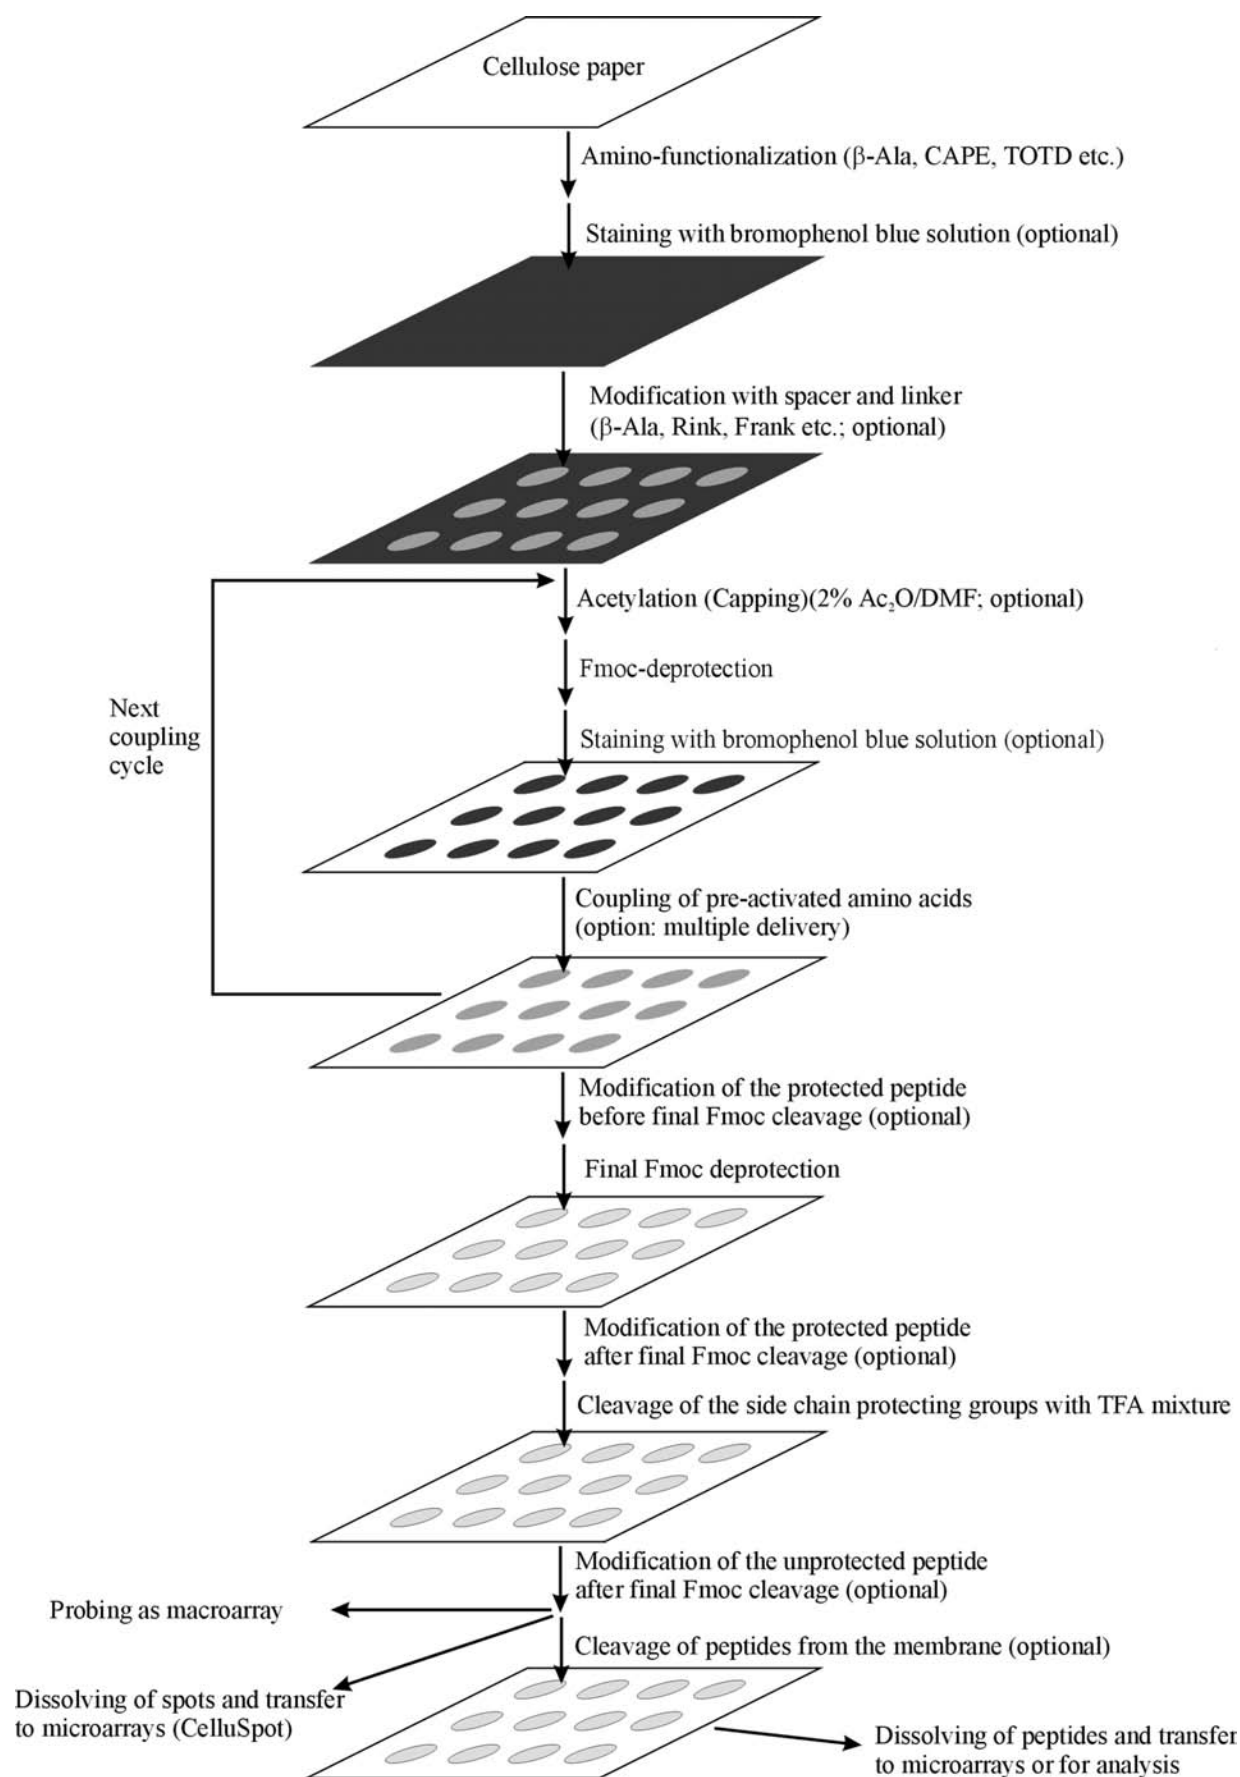 Cellulose paper
Amino-functionalization (β-Ala, CAPE, TOTD etc.)
Staining with bromophenol blue solution (optional)
Modification with spacer and linker
(β-Ala, Rink, Frank etc.; optional)
Acetylation (Capping)(2% Ac₂O/DMF; optional)
Fmoc-deprotection
Next
coupling
cycle
Staining with bromophenol blue solution (optional)
Coupling of pre-activated amino acids
(option: multiple delivery)
Modification of the protected peptide
before final Fmoc cleavage (optional)
Final Fmoc deprotection
Modification of the protected peptide
after final Fmoc cleavage (optional)
Cleavage of the side chain protecting groups with TFA mixture
Modification of the unprotected peptide
after final Fmoc cleavage (optional)
Probing as macroarray
Cleavage of peptides from the membrane (optional)
Dissolving of spots and transfer
to microarrays (CelluSpot)
Dissolving of peptides and transfer
to microarrays or for analysis